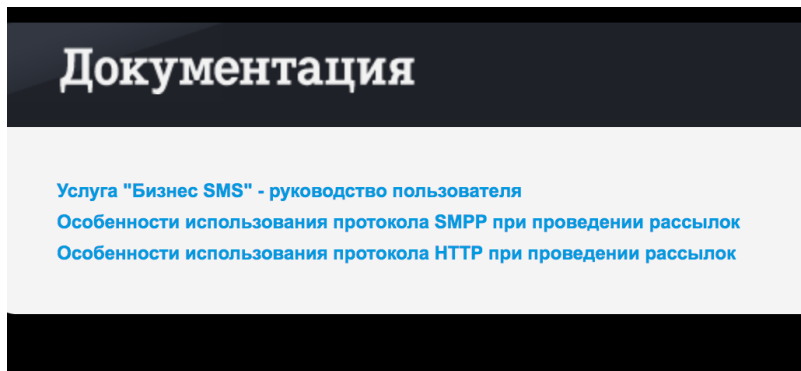 Документация
Услуга "Бизнес SMS" - руководство пользователя
Особенности использования протокола SMPP при проведении рассылок
Особенности использования протокола HTTP при проведении рассылок